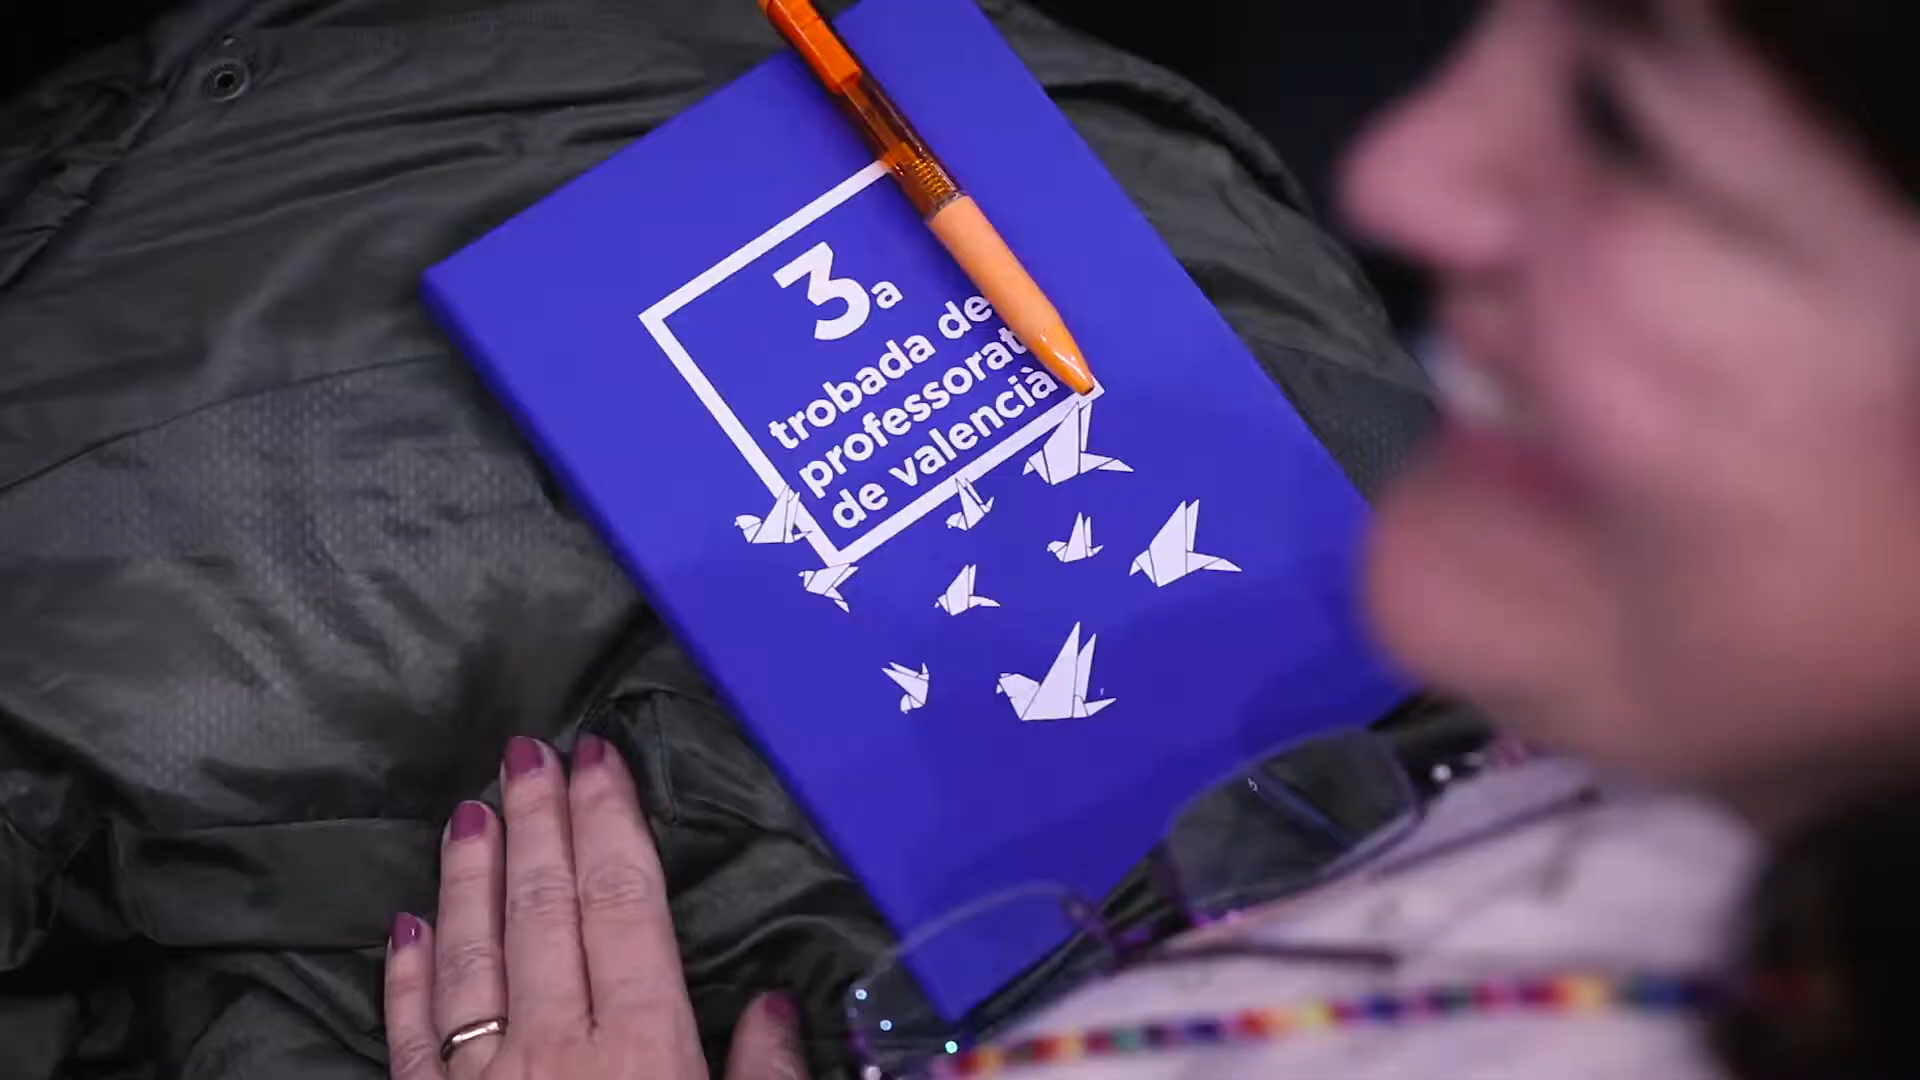 3a
trobada de
professorat
de valencià